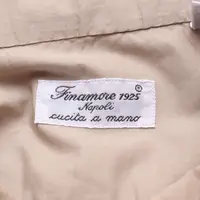 Finamore 1925®
Napoli
cucita a mano